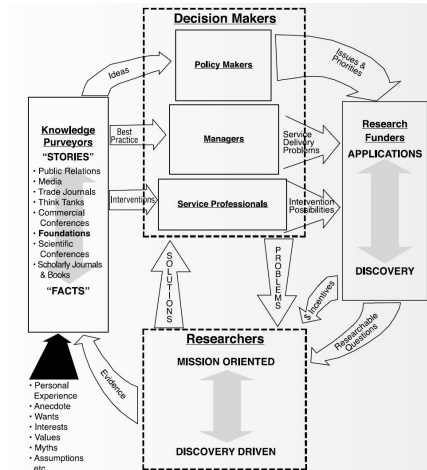 Decision Makers
Ideas
Policy Makers
Issues &
Priorities
Knowledge
Purveyors
"STORIES"
• Public Relations
• Media
• Trade Journals
• Think Tanks
• Commercial
Conferences
• Foundations
• Scientific
Conferences
• Scholarly Journals
& Books
"FACTS"
Best
Practice
Managers
Service
Delivery
Problems
Interventions
Service Professionals
Intervention
Possibilities
Research
Funders
APPLICATIONS
DISCOVERY
SOLUTIONS
PROBLEMS
$ Incentives
Researchable
Questions
Researchers
MISSION ORIENTED
DISCOVERY DRIVEN
Evidence
• Personal
Experience
• Anecdote
• Wants
• Interests
• Values
• Myths
• Assumptions
etc.